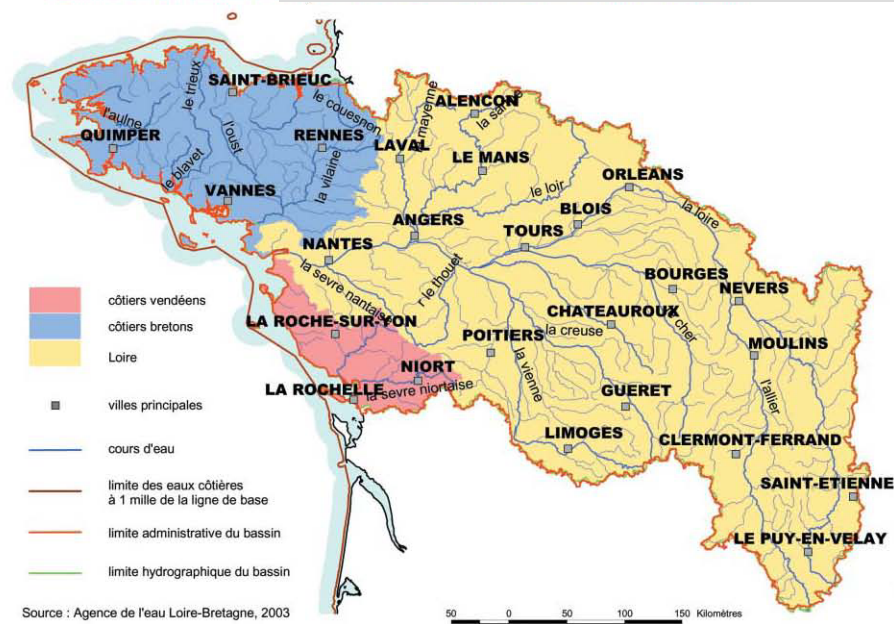 SAINT-BRIEUC
le trieux
l'aulne
QUIMPER
le blavet
l'oust
VANNES
le couesnon
RENNES
la vilaine
la mayenne
ALENCON
la sarthe
LAVAL
LE MANS
le loir
ORLEANS
la loire
BLOIS
TOURS
ANGERS
NANTES
la sevre nantaise
r le thouet
BOURGES
NEVERS
CHATEAUROUX
la creuse
cher
MOULINS
l'allier
POITIERS
la vienne
LA ROCHE-SUR-YON
NIORT
la sevre niortaise
LA ROCHELLE
GUERET
LIMOGES
CLERMONT-FERRAND
SAINT-ETIENNE
LE PUY-EN-VELAY
côtiers vendéens
côtiers bretons
Loire
villes principales
cours d'eau
limite des eaux côtières
à 1 mille de la ligne de base
limite administrative du bassin
limite hydrographique du bassin
Source : Agence de l'eau Loire-Bretagne, 2003
50 0 50 100 150 Kilomètres